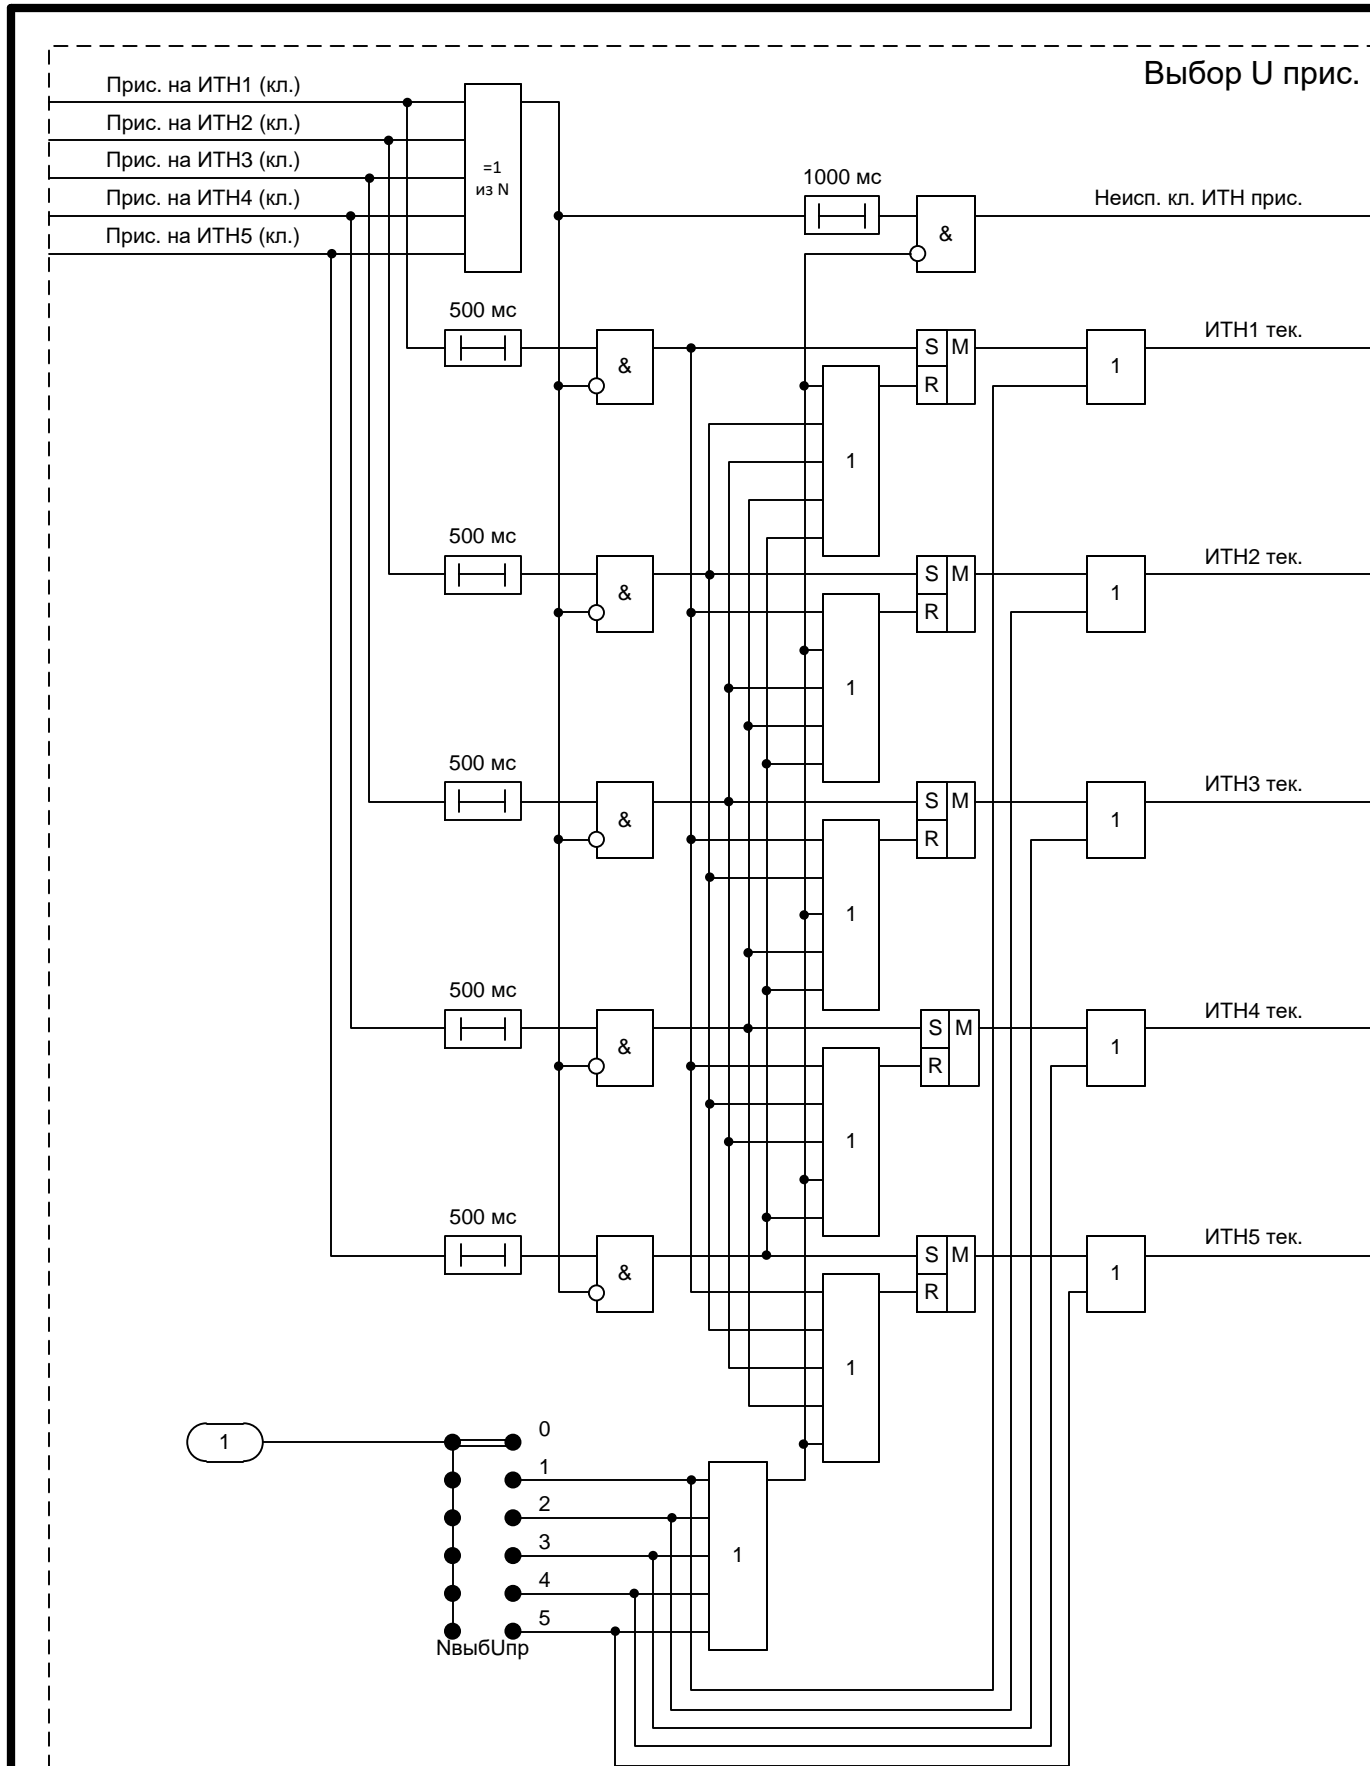 Выбор U прис.
Прис. на ИТН1 (кл.)
Прис. на ИТН2 (кл.)
Прис. на ИТН3 (кл.)
Прис. на ИТН4 (кл.)
Прис. на ИТН5 (кл.)
=1
из N
1000 мс
&
Неисп. кл. ИТН прис.
500 мс
&
S M
R
1
1
ИТН1 тек.
500 мс
&
S M
R
1
1
ИТН2 тек.
500 мс
&
S M
R
1
1
ИТН3 тек.
500 мс
&
S M
R
1
1
ИТН4 тек.
500 мс
&
S M
R
1
1
ИТН5 тек.
1
0
1
2
3
4
5
1
NвыбUпр